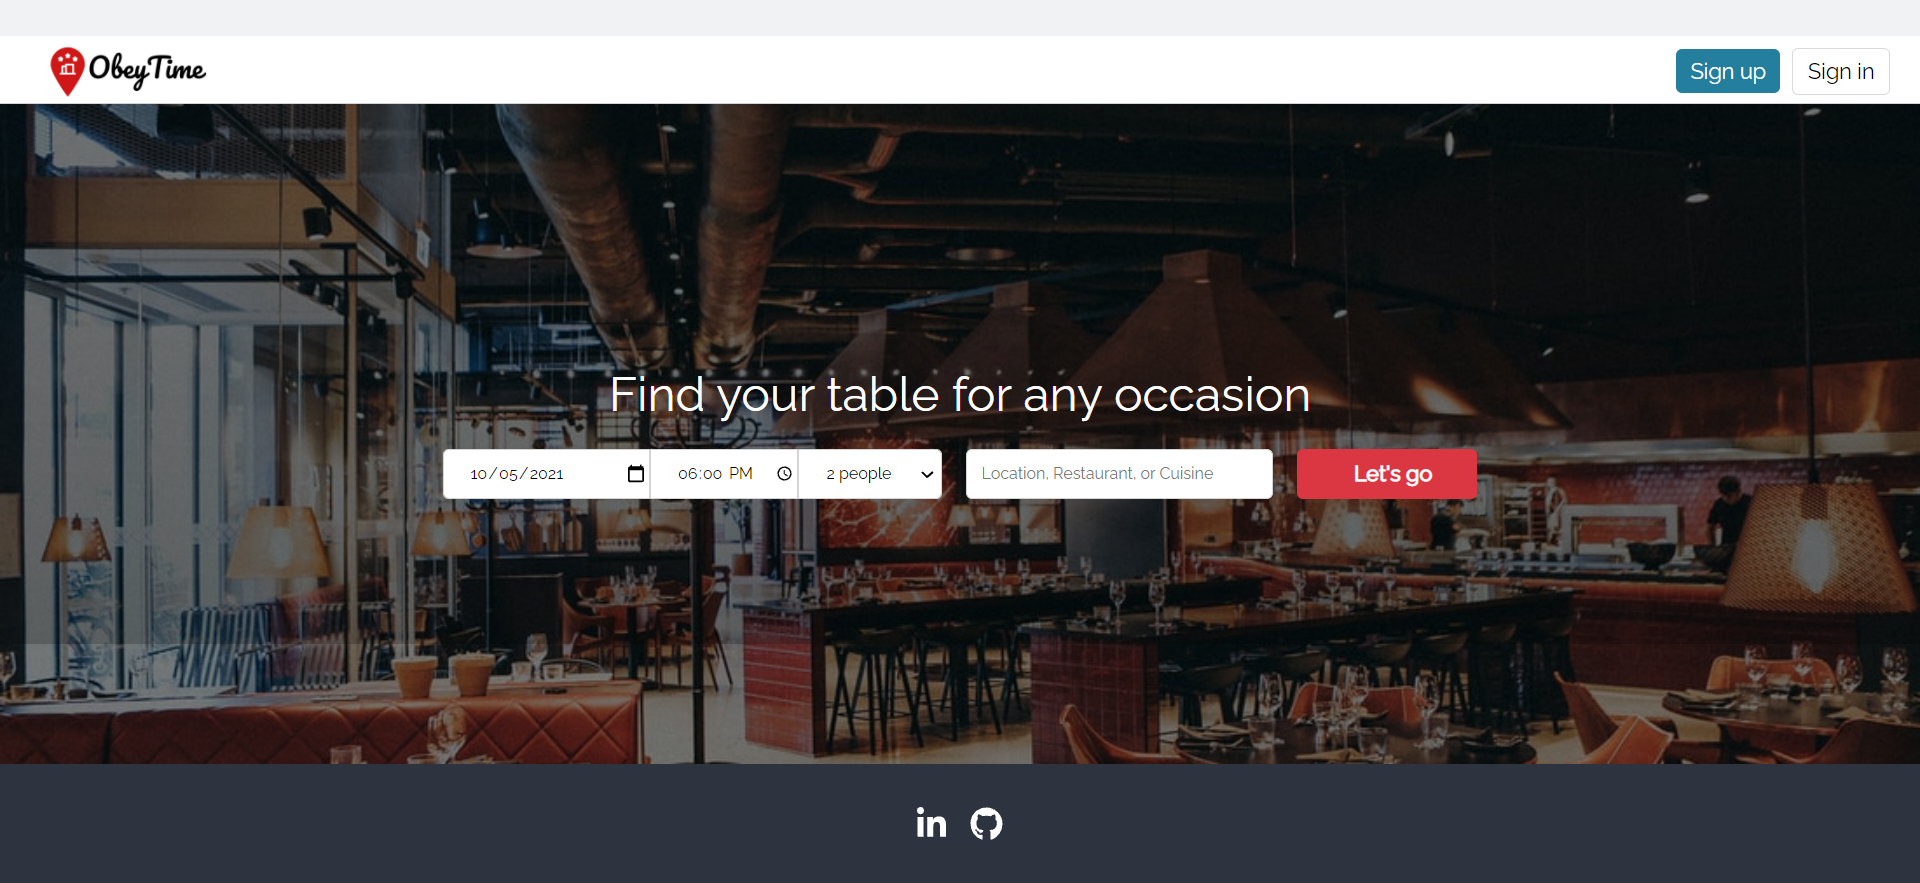 ObeyTime
Sign up
Sign in
Find your table for any occasion
10/05/2021
06:00 PM
2 people
Location, Restaurant, or Cuisine
Let's go
in